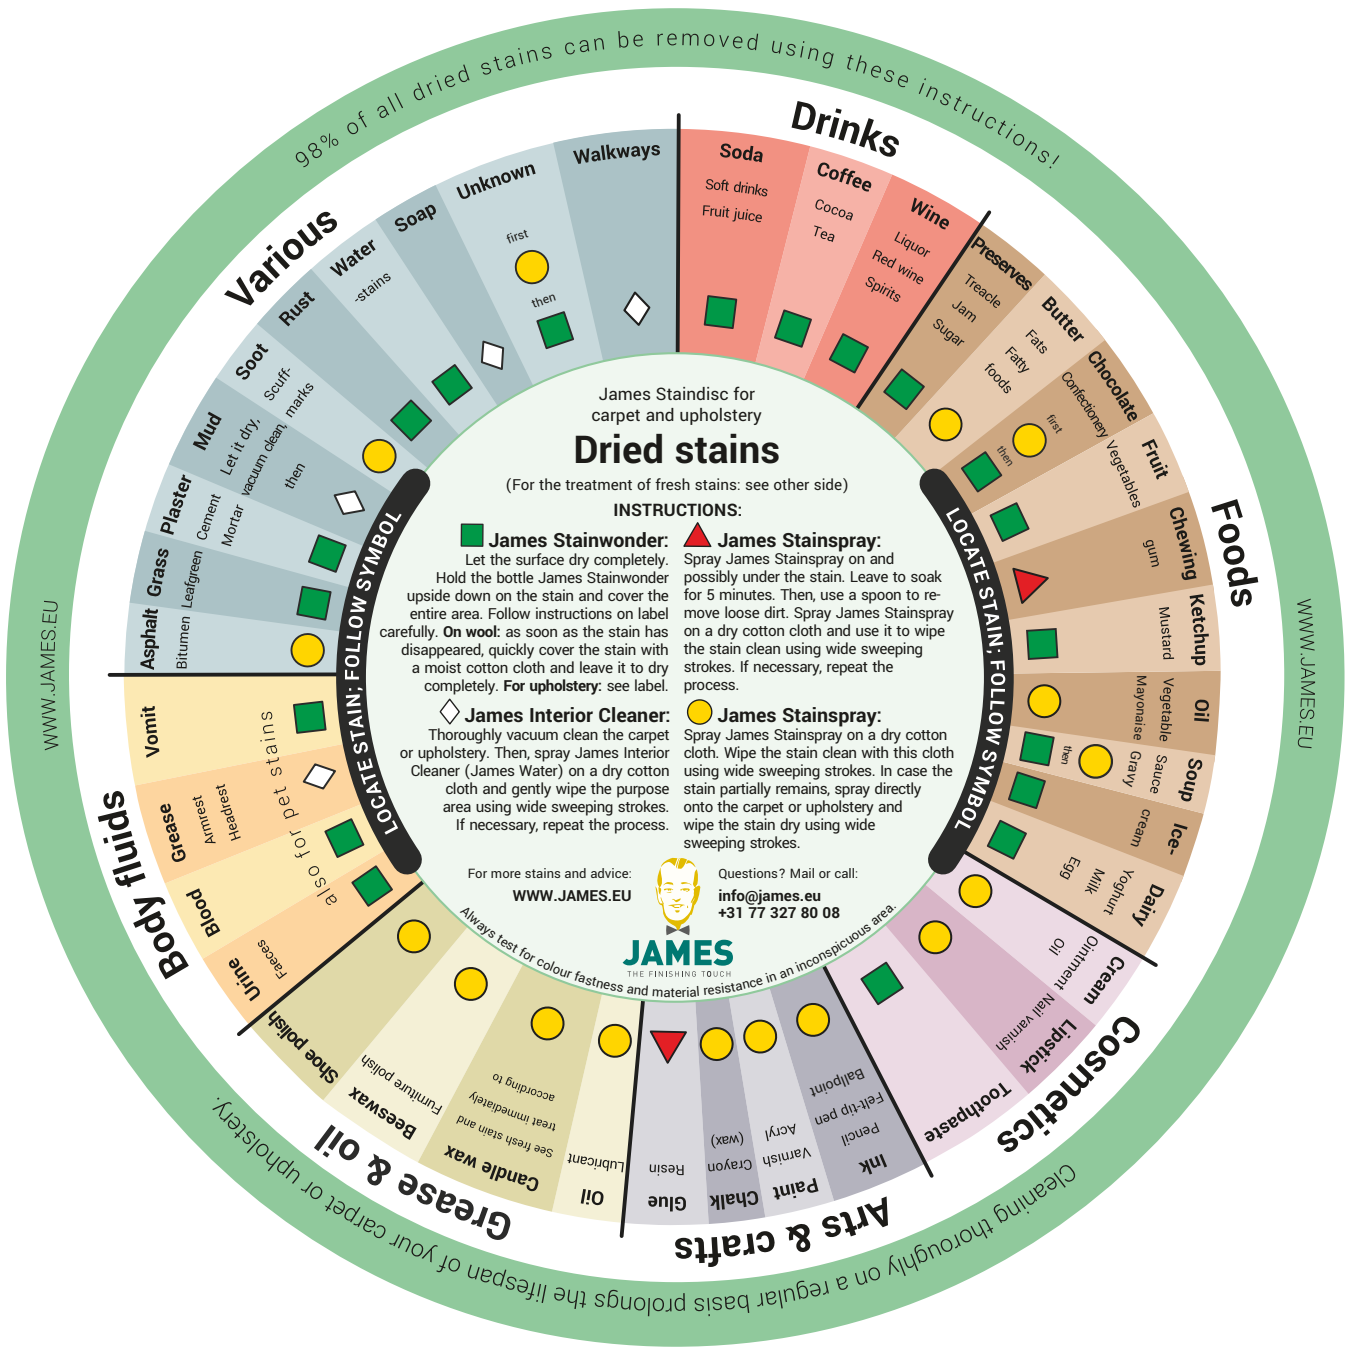 98% of all dried stains can be removed using these instructions!
WWW.JAMES.EU
Cleaning thoroughly on a regular basis prolongs the lifespan of your carpet or upholstery.
WWW.JAMES.EU
Drinks
Soda
Soft drinks
Fruit juice
Coffee
Cocoa
Tea
Wine
Liquor
Red wine
Spirits
Foods
Preserves
Treacle
Jam
Sugar
Butter
Fats
Fatty
foods
Chocolate
Confectionery
first
then
Fruit
Vegetables
Chewing
gum
Ketchup
Mustard
Oil
Vegetable
Mayonaise
Soup
Sauce
Gravy
then
Ice-
cream
Dairy
Yoghurt
Milk
Egg
Cosmetics
Cream
Ointment
Oil
Lipstick
Nail varnish
Toothpaste
Arts & crafts
Ink
Pencil
Felt-tip pen
Ballpoint
Paint
Varnish
Acryl
Chalk
Crayon
(wax)
Glue
Resin
Grease & oil
Oil
Lubricant
Candle wax
See fresh stain and
treat immediately
according to
Beeswax
Furniture polish
Shoe polish
Body fluids
Urine
Faeces
Blood
Grease
Armrest
Headrest
Vomit
also for pet stains
Various
Asphalt
Bitumen
Grass
Leafgreen
Plaster
Cement
Mortar
Mud
Let it dry,
vacuum clean,
then
Soot
Scuff-
marks
Rust
Water
-stains
Soap
Unknown
first
then
Walkways
LOCATE STAIN; FOLLOW SYMBOL
LOCATE STAIN; FOLLOW SYMBOL
James Staindisc for
carpet and upholstery
Dried stains
(For the treatment of fresh stains: see other side)
INSTRUCTIONS:
James Stainwonder:
Let the surface dry completely.
Hold the bottle James Stainwonder
upside down on the stain and cover the
entire area. Follow instructions on label
carefully. On wool: as soon as the stain has
disappeared, quickly cover the stain with
a moist cotton cloth and leave it to dry
completely. For upholstery: see label.
James Stainspray:
Spray James Stainspray on and
possibly under the stain. Leave to soak
for 5 minutes. Then, use a spoon to re-
move loose dirt. Spray James Stainspray
on a dry cotton cloth and use it to wipe
the stain clean using wide sweeping
strokes. If necessary, repeat the
process.
James Interior Cleaner:
Thoroughly vacuum clean the carpet
or upholstery. Then, spray James Interior
Cleaner (James Water) on a dry cotton
cloth and gently wipe the purpose
area using wide sweeping strokes.
If necessary, repeat the process.
James Stainspray:
Spray James Stainspray on a dry cotton
cloth. Wipe the stain clean with this cloth
using wide sweeping strokes. In case the
stain partially remains, spray directly
onto the carpet or upholstery and
wipe the stain dry using wide
sweeping strokes.
For more stains and advice:
WWW.JAMES.EU
Questions? Mail or call:
info@james.eu
+31 77 327 80 08
JAMES
THE FINISHING TOUCH
Always test for colour fastness and material resistance in an inconspicuous area.